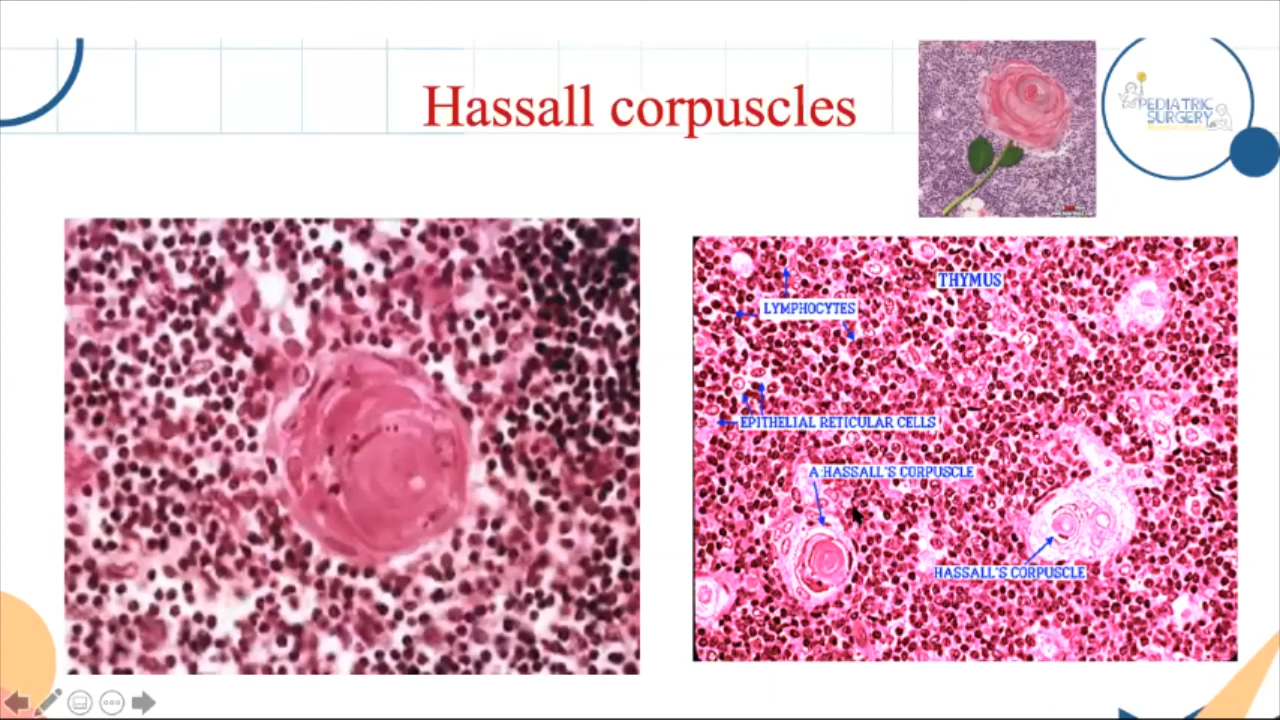 Hassall corpuscles
PEDIATRIC
SURGERY
THYMUS
LYMPHOCYTES
EPITHELIAL RETICULAR CELLS
A HASSALL'S CORPUSCLE
HASSALL'S CORPUSCLE